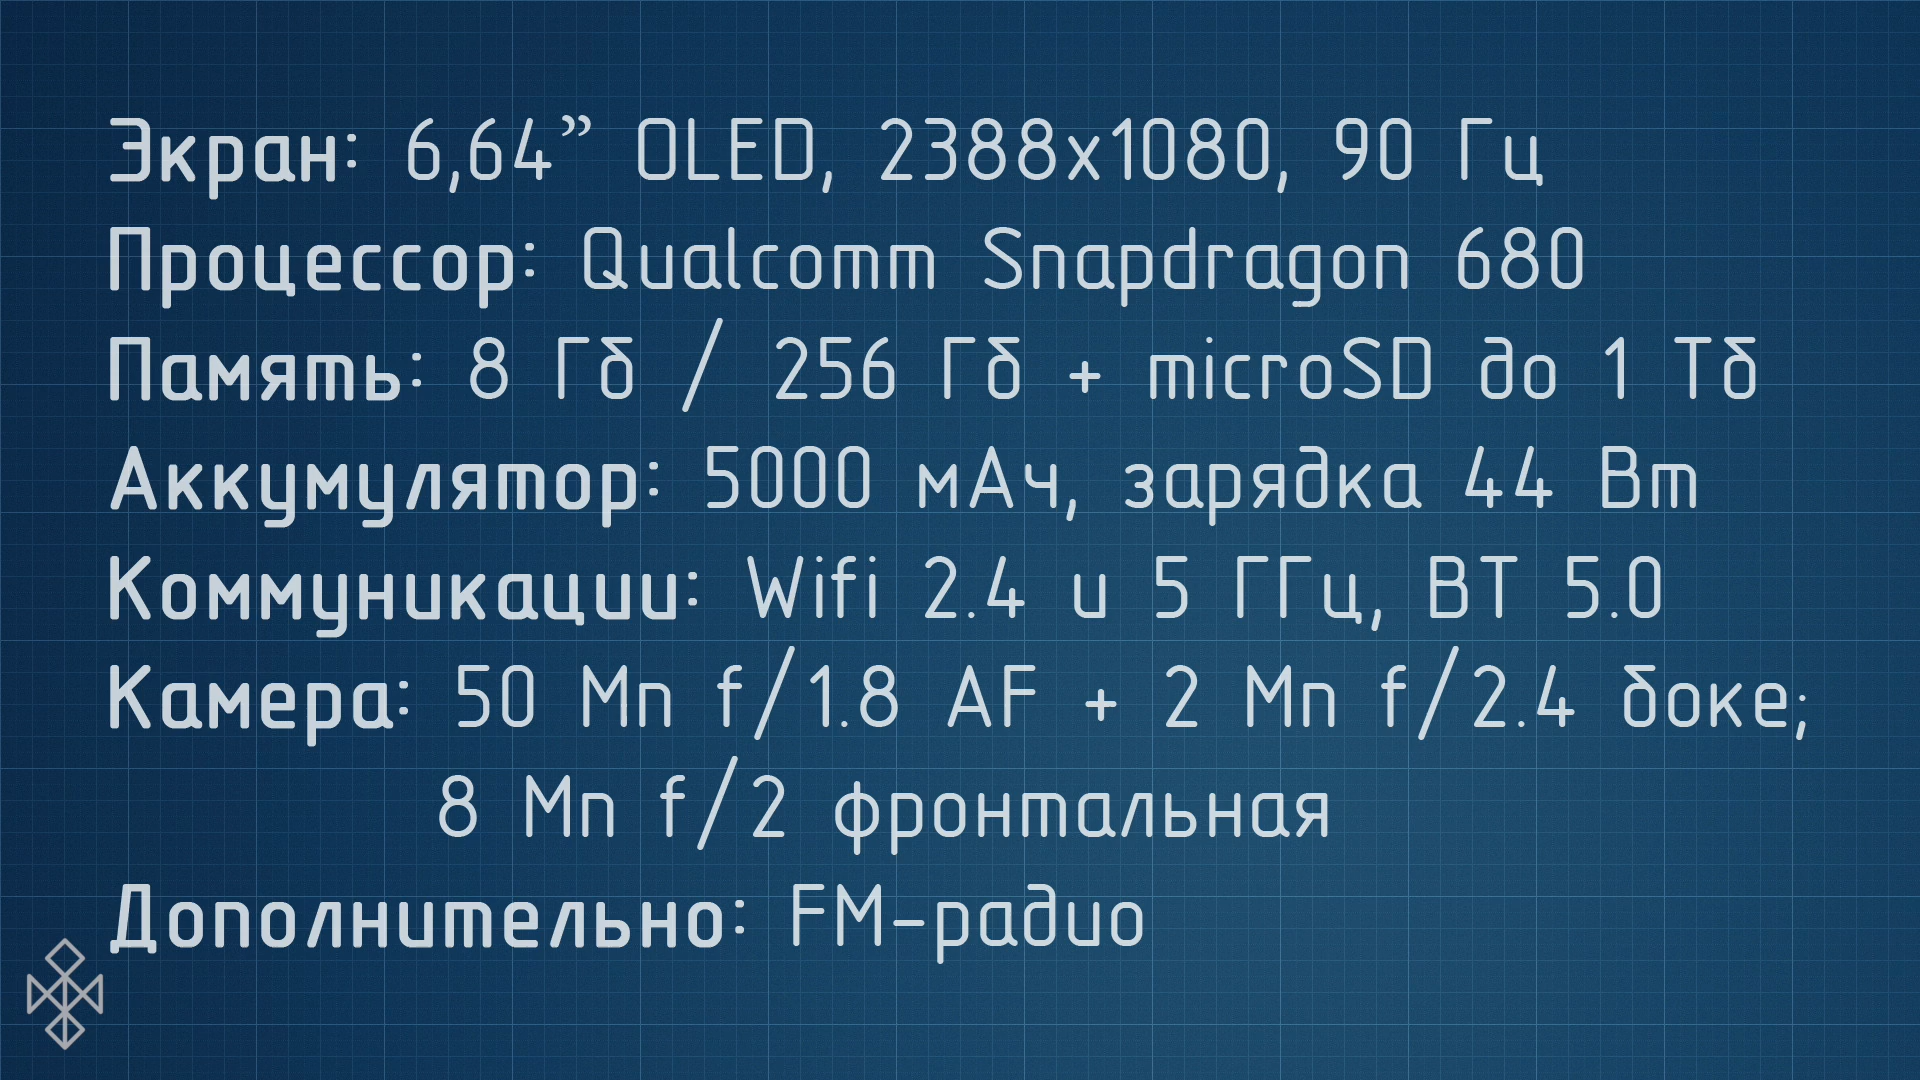 Экран: 6,64” OLED, 2388x1080, 90 Гц
Процессор: Qualcomm Snapdragon 680
Память: 8 Гб / 256 Гб + microSD до 1 Тб
Аккумулятор: 5000 мАч, зарядка 44 Вт
Коммуникации: Wifi 2.4 и 5 ГГц, BT 5.0
Камера: 50 Мп f/1.8 AF + 2 Мп f/2.4 боке;
8 Мп f/2 фронтальная
Дополнительно: FM-радио